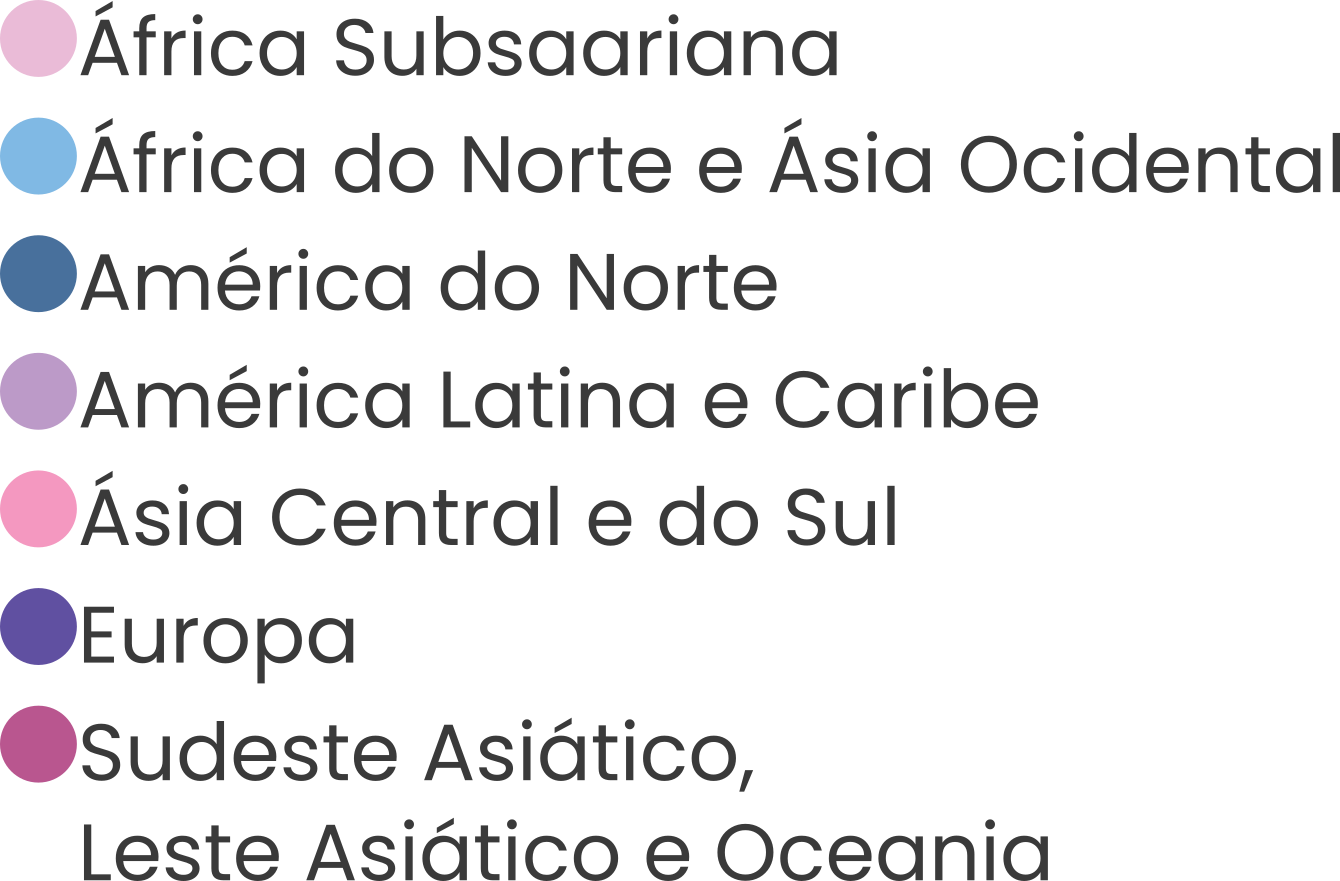 África Subsaariana
África do Norte e Ásia Ocidental
América do Norte
América Latina e Caribe
Ásia Central e do Sul
Europa
Sudeste Asiático,
Leste Asiático e Oceania